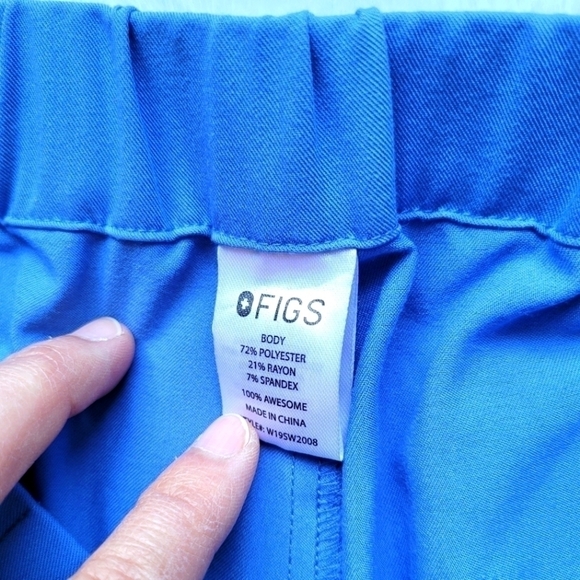 FIGS
BODY
72% POLYESTER
21% RAYON
7% SPANDEX
100% AWESOME
MADE IN CHINA
W19SW2008